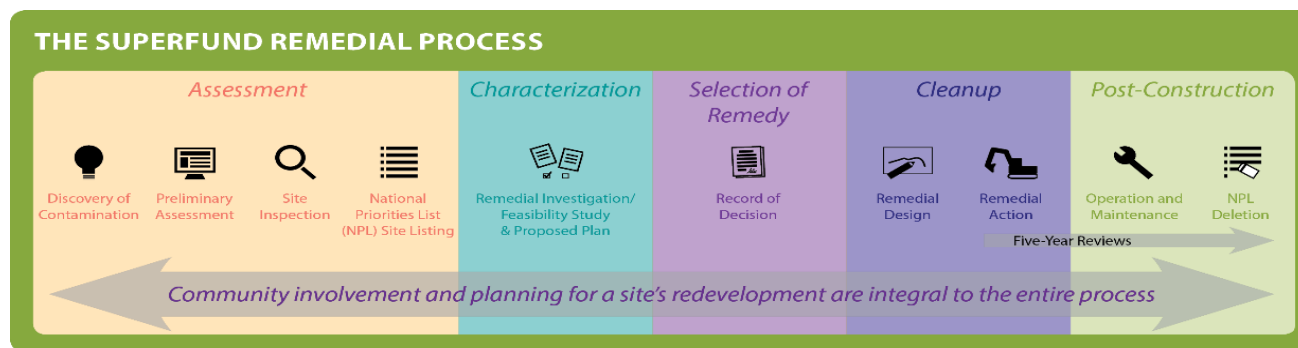 THE SUPERFUND REMEDIAL PROCESS
Assessment
Discovery of
Contamination
Preliminary
Assessment
Site
Inspection
National
Priorities List
(NPL) Site Listing
Characterization
Remedial Investigation/
Feasibility Study
& Proposed Plan
Selection of
Remedy
Record of
Decision
Cleanup
Remedial
Design
Remedial
Action
Post-Construction
Operation and
Maintenance
NPL
Deletion
Five-Year Reviews
Community involvement and planning for a site's redevelopment are integral to the entire process